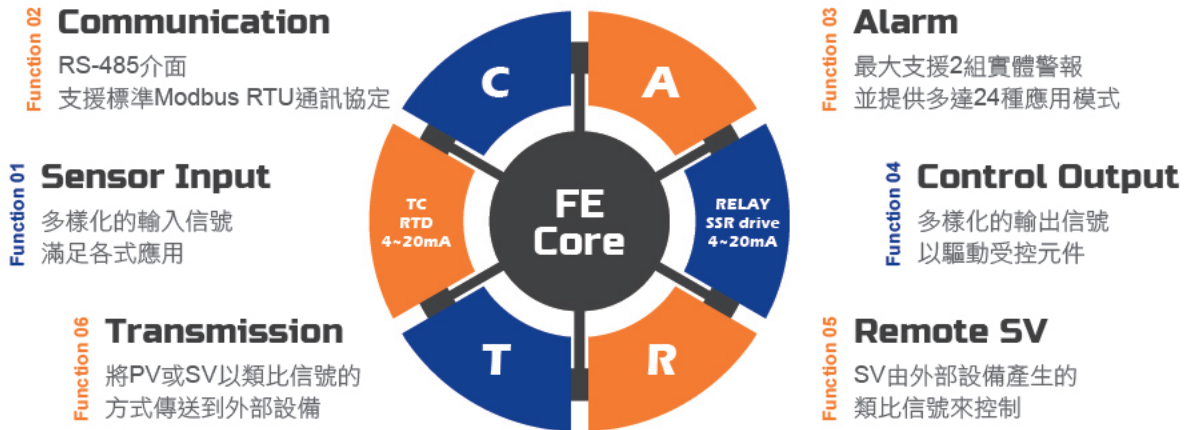 Function 02
Communication
RS-485介面
支援標準Modbus RTU通訊協定
Function 01
Sensor Input
多樣化的輸入信號
滿足各式應用
Function 06
Transmission
將PV或SV以類比信號的
方式傳送到外部設備
C
A
TC
RTD
4~20mA
FE
Core
RELAY
SSR drive
4~20mA
T
R
Function 03
Alarm
最大支援2組實體警報
並提供多達24種應用模式
Function 04
Control Output
多樣化的輸出信號
以驅動受控元件
Function 05
Remote SV
SV由外部設備產生的
類比信號來控制